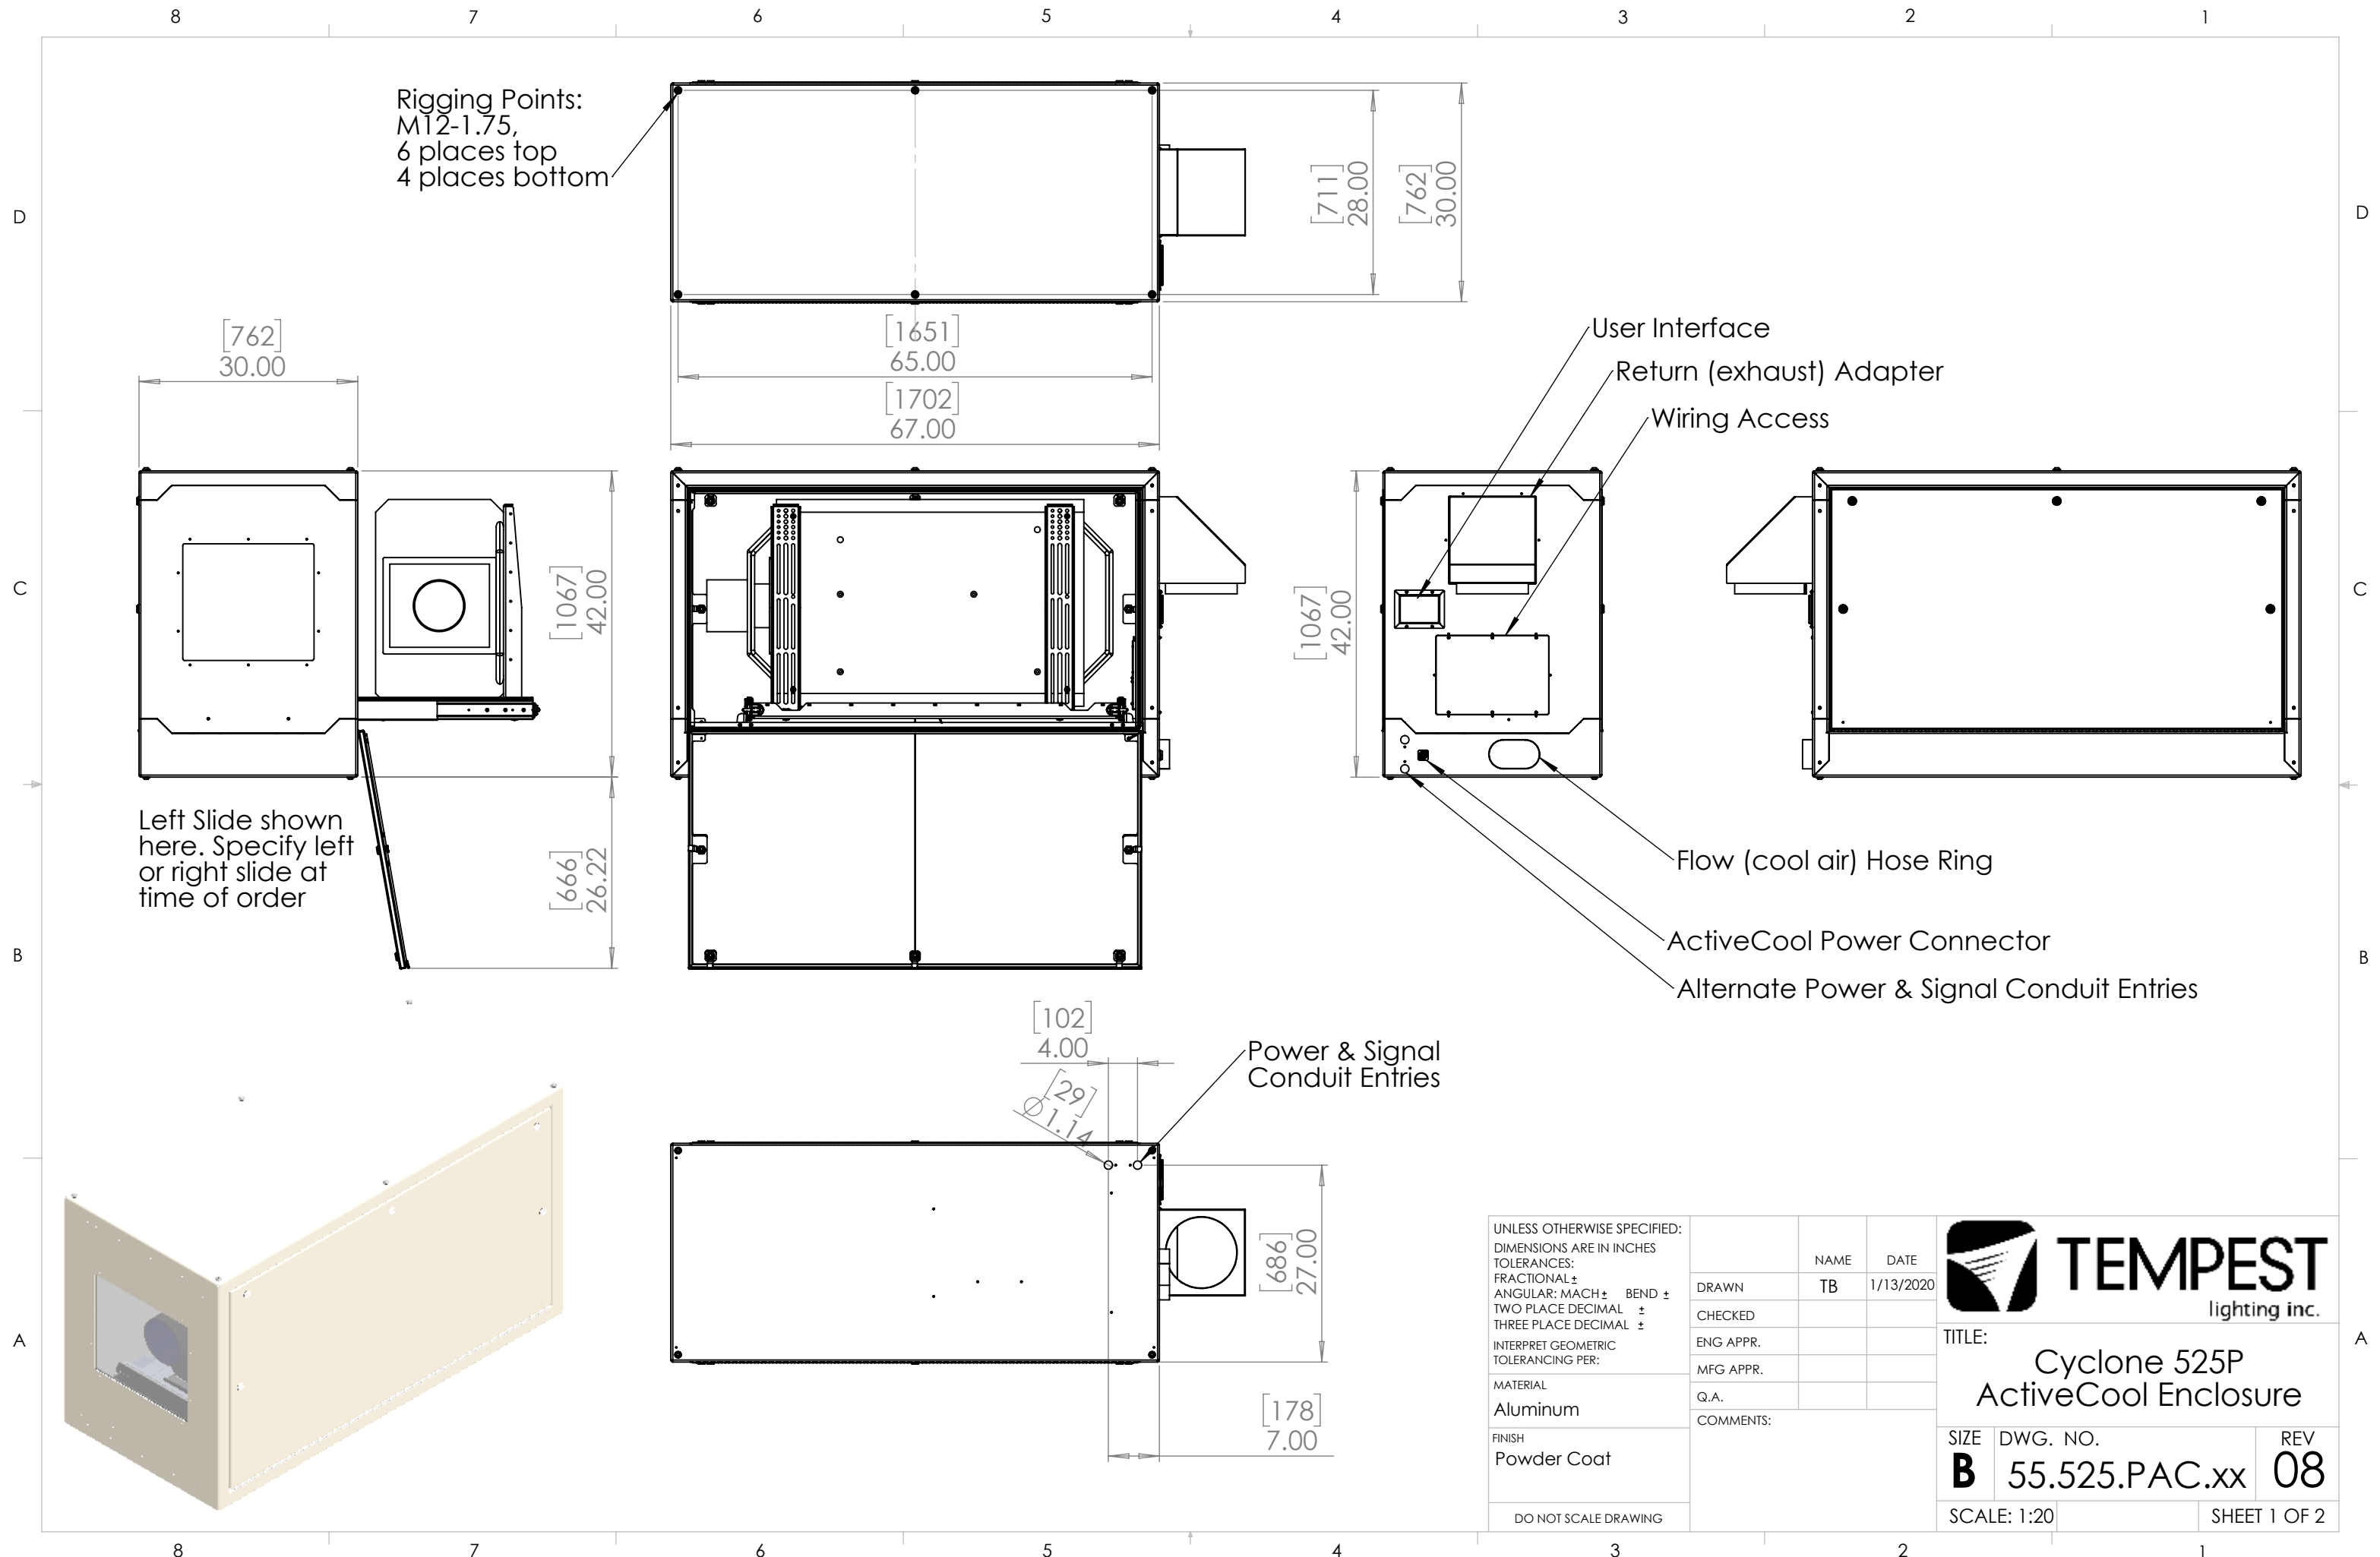 8 7 6 5 4 3 2 1
Rigging Points:
M12-1.75,
6 places top
4 places bottom
[711]
28.00
[762]
30.00
D
D
[762]
30.00
[1651]
65.00
[1702]
67.00
User Interface
Return (exhaust) Adapter
Wiring Access
[1067]
42.00
[1067]
42.00
C
C
Left Slide shown
here. Specify left
or right slide at
time of order
[666]
26.22
Flow (cool air) Hose Ring
ActiveCool Power Connector
Alternate Power & Signal Conduit Entries
B
B
[102]
4.00
Power & Signal
Conduit Entries
[29]
∅ 1.14
[686]
27.00
[178]
7.00
A
A
UNLESS OTHERWISE SPECIFIED:
DIMENSIONS ARE IN INCHES
TOLERANCES:
FRACTIONAL ±
ANGULAR: MACH ± BEND ±
TWO PLACE DECIMAL ±
THREE PLACE DECIMAL ±
INTERPRET GEOMETRIC
TOLERANCING PER:
MATERIAL
Aluminum
FINISH
Powder Coat
DO NOT SCALE DRAWING
NAME DATE
DRAWN TB 1/13/2020
CHECKED
ENG APPR.
MFG APPR.
Q.A.
COMMENTS:
TEMPEST
lighting inc.
TITLE:
Cyclone 525P
ActiveCool Enclosure
SIZE DWG. NO. REV
B 55.525.PAC.xx 08
SCALE: 1:20 SHEET 1 OF 2
8 7 6 5 4 3 2 1